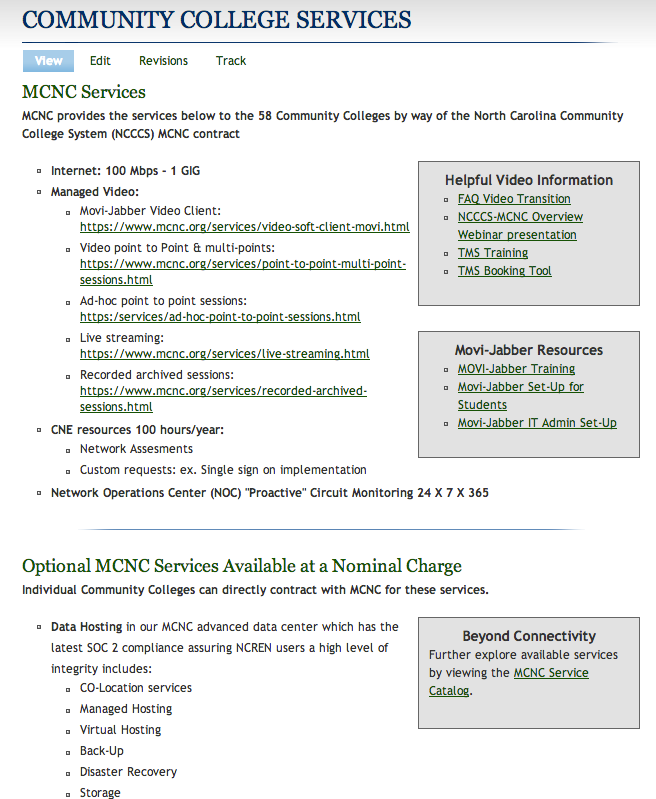 COMMUNITY COLLEGE SERVICES
View Edit Revisions Track
MCNC Services
MCNC provides the services below to the 58 Community Colleges by way of the North Carolina Community
College System (NCCCS) MCNC contract
Internet: 100 Mbps - 1 GIG
Managed Video:
Movi-Jabber Video Client:
https://www.mcnc.org/services/video-soft-client-movi.html
Video point to Point & multi-points:
https://www.mcnc.org/services/point-to-point-multi-point-
sessions.html
Ad-hoc point to point sessions:
https:/services/ad-hoc-point-to-point-sessions.html
Live streaming:
https://www.mcnc.org/services/live-streaming.html
Recorded archived sessions:
https://www.mcnc.org/services/recorded-archived-
sessions.html
CNE resources 100 hours/year:
Network Assesments
Custom requests: ex. Single sign on implementation
Network Operations Center (NOC) "Proactive" Circuit Monitoring 24 X 7 X 365
Helpful Video Information
FAQ Video Transition
NCCCS-MCNC Overview
Webinar presentation
TMS Training
TMS Booking Tool
Movi-Jabber Resources
MOVI-Jabber Training
Movi-Jabber Set-Up for
Students
Movi-Jabber IT Admin Set-Up
Optional MCNC Services Available at a Nominal Charge
Individual Community Colleges can directly contract with MCNC for these services.
Data Hosting in our MCNC advanced data center which has the
latest SOC 2 compliance assuring NCREN users a high level of
integrity includes:
CO-Location services
Managed Hosting
Virtual Hosting
Back-Up
Disaster Recovery
Storage
Beyond Connectivity
Further explore available services
by viewing the MCNC Service
Catalog.